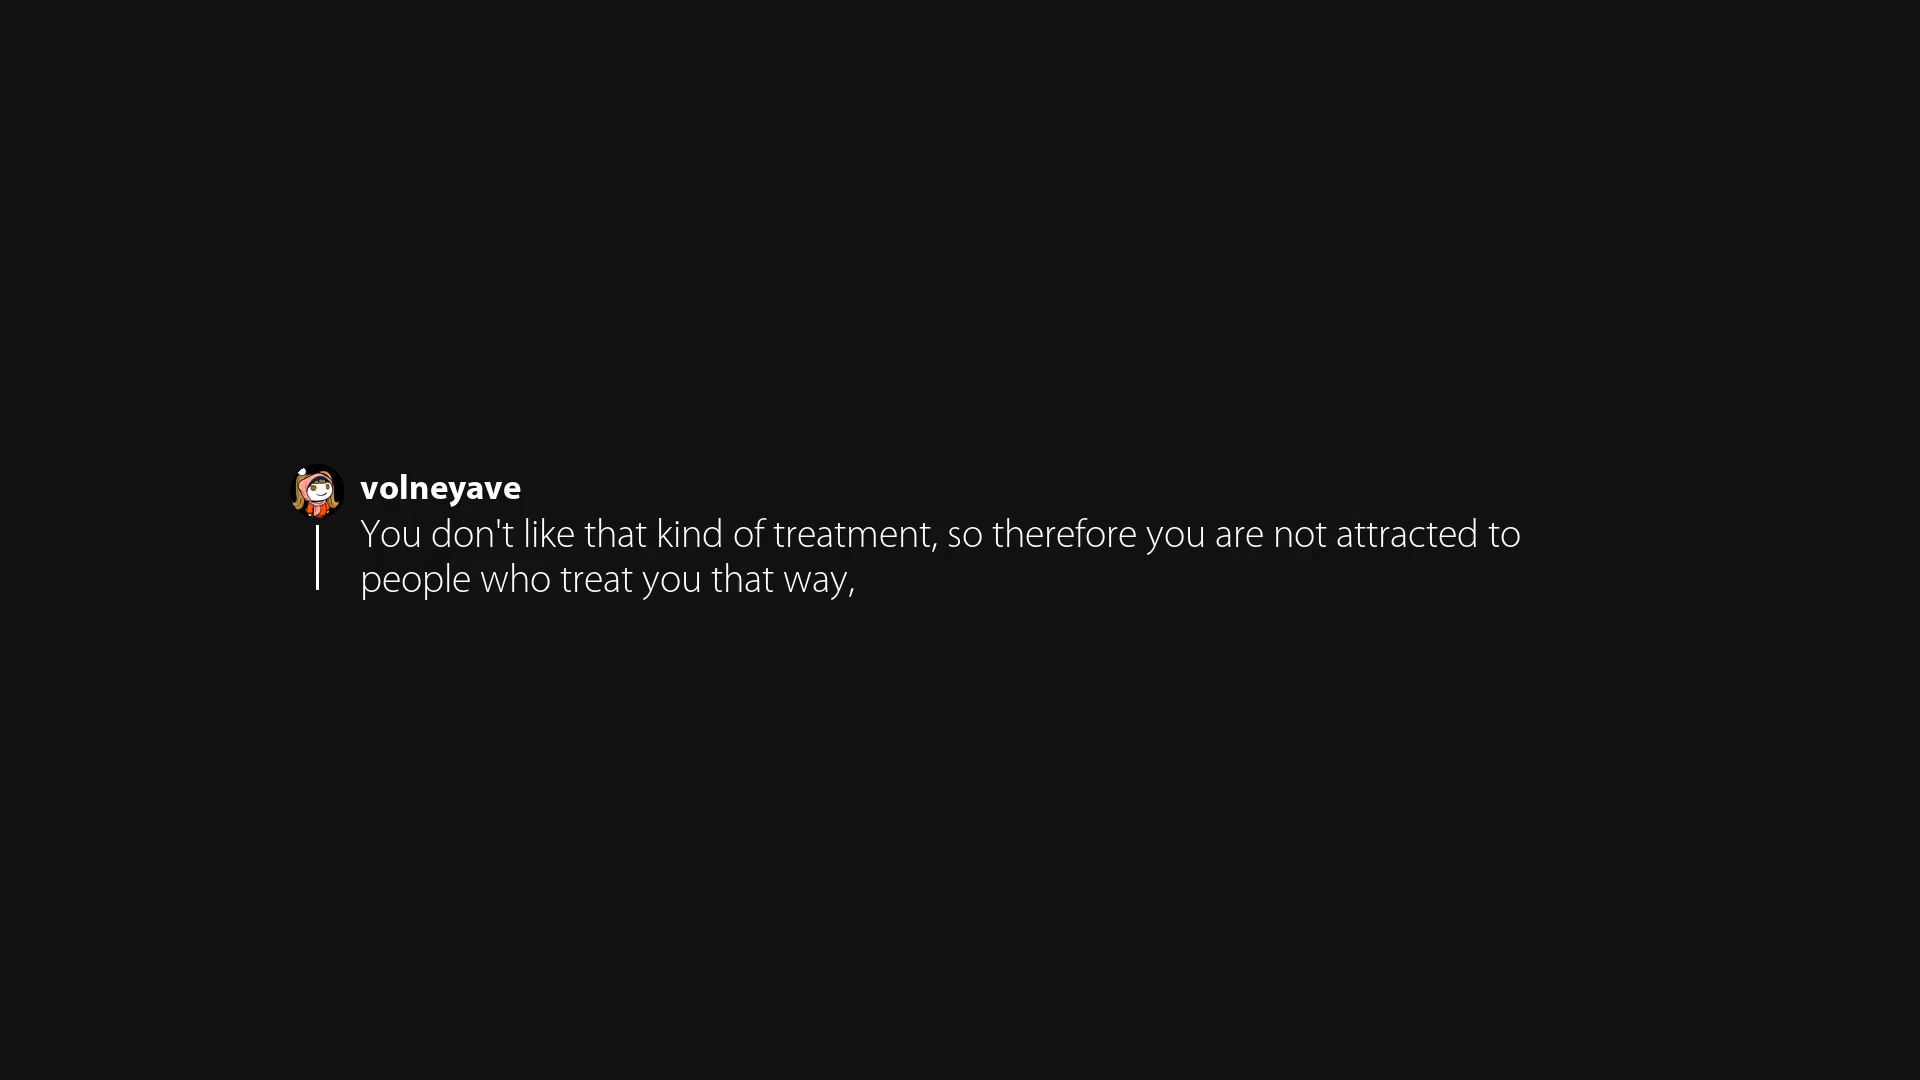 volneyave
You don't like that kind of treatment, so therefore you are not attracted to
people who treat you that way,